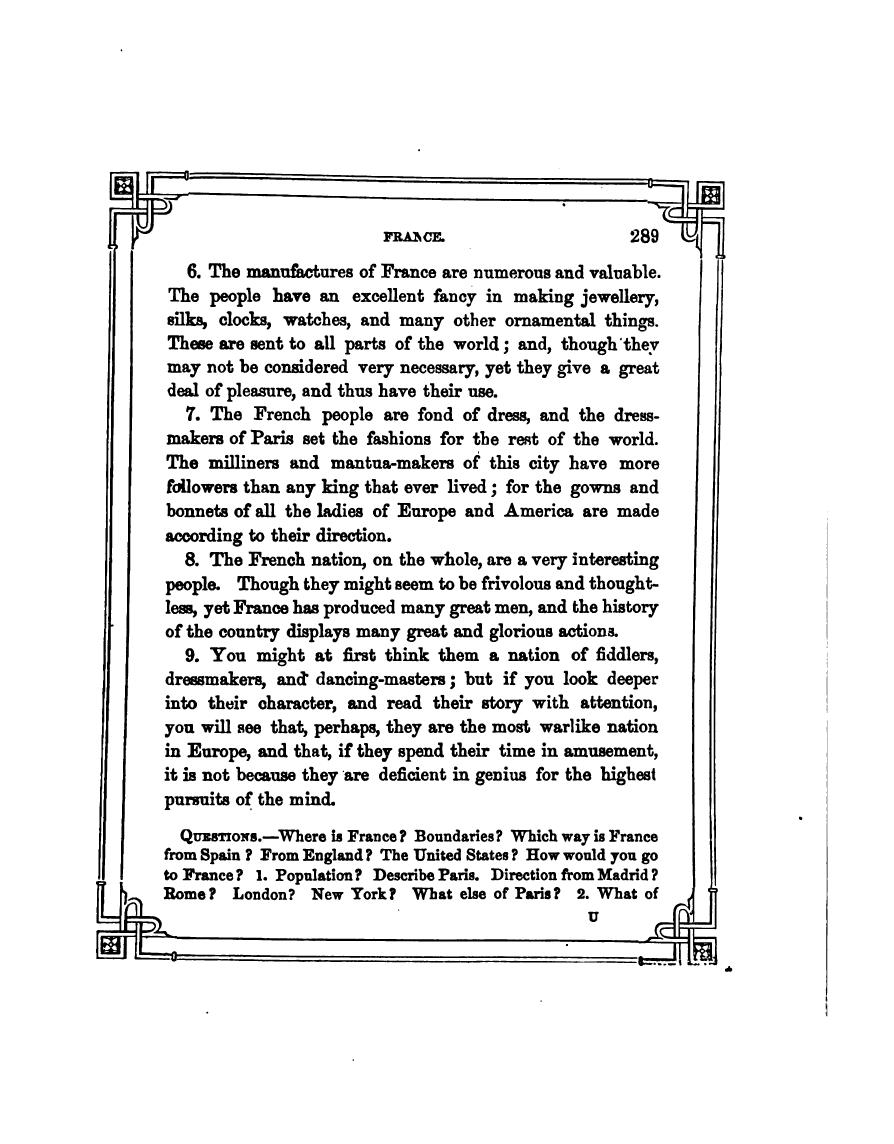 FRANCE. 289
6. The manufactures of France are numerous and valuable.
The people have an excellent fancy in making jewellery,
silks, clocks, watches, and many other ornamental things.
These are sent to all parts of the world; and, though they
may not be considered very necessary, yet they give a great
deal of pleasure, and thus have their use.
7. The French people are fond of dress, and the dress-
makers of Paris set the fashions for the rest of the world.
The milliners and mantua-makers of this city have more
followers than any king that ever lived; for the gowns and
bonnets of all the ladies of Europe and America are made
according to their direction.
8. The French nation, on the whole, are a very interesting
people. Though they might seem to be frivolous and thought-
less, yet France has produced many great men, and the history
of the country displays many great and glorious actions.
9. You might at first think them a nation of fiddlers,
dressmakers, and dancing-masters; but if you look deeper
into their character, and read their story with attention,
you will see that, perhaps, they are the most warlike nation
in Europe, and that, if they spend their time in amusement,
it is not because they are deficient in genius for the highest
pursuits of the mind.
QUESTIONS.—Where is France? Boundaries? Which way is France
from Spain? From England? The United States? How would you go
to France? 1. Population? Describe Paris. Direction from Madrid?
Rome? London? New York? What else of Paris? 2. What of
U